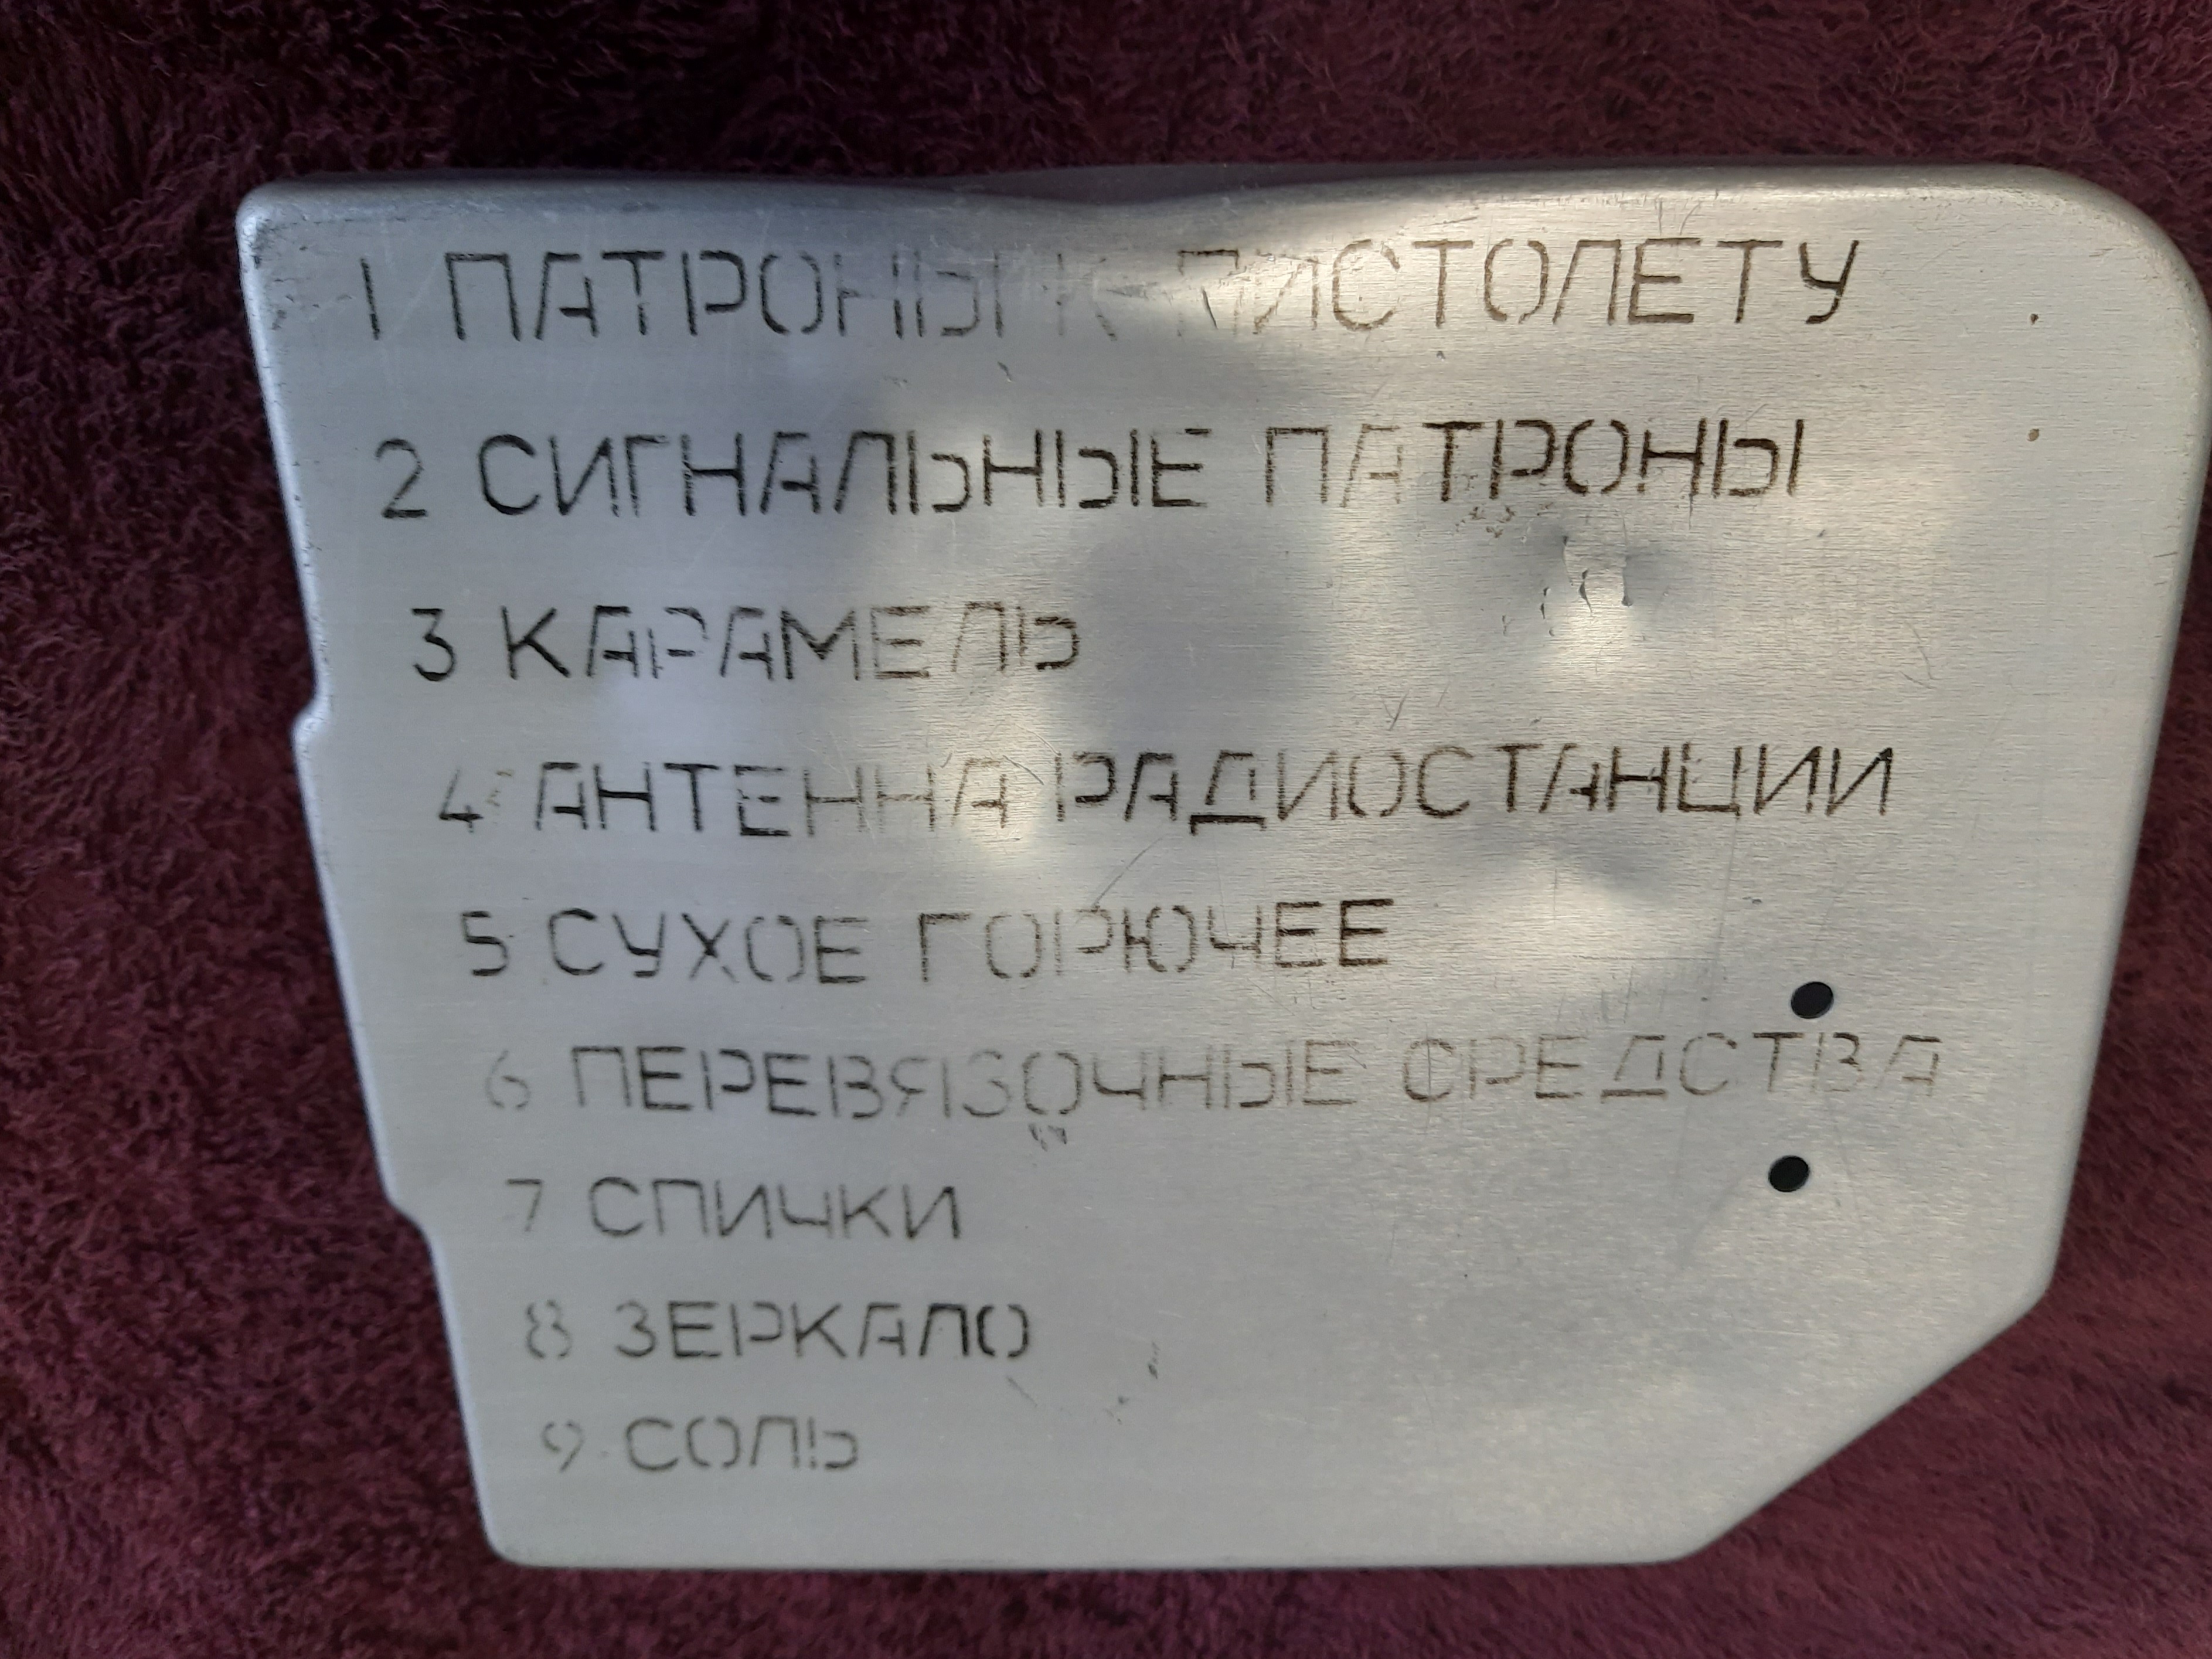 1 ПАТРОНЫ К ПИСТОЛЕТУ
2 СИГНАЛЬНЫЕ ПАТРОНЫ
3 КАРАМЕЛЬ
4 АНТЕННА РАДИОСТАНЦИИ
5 СУХОЕ ГОРЮЧЕЕ
6 ПЕРЕВЯЗОЧНЫЕ СРЕДСТВА
7 СПИЧКИ
8 ЗЕРКАЛО
9 СОЛЬ